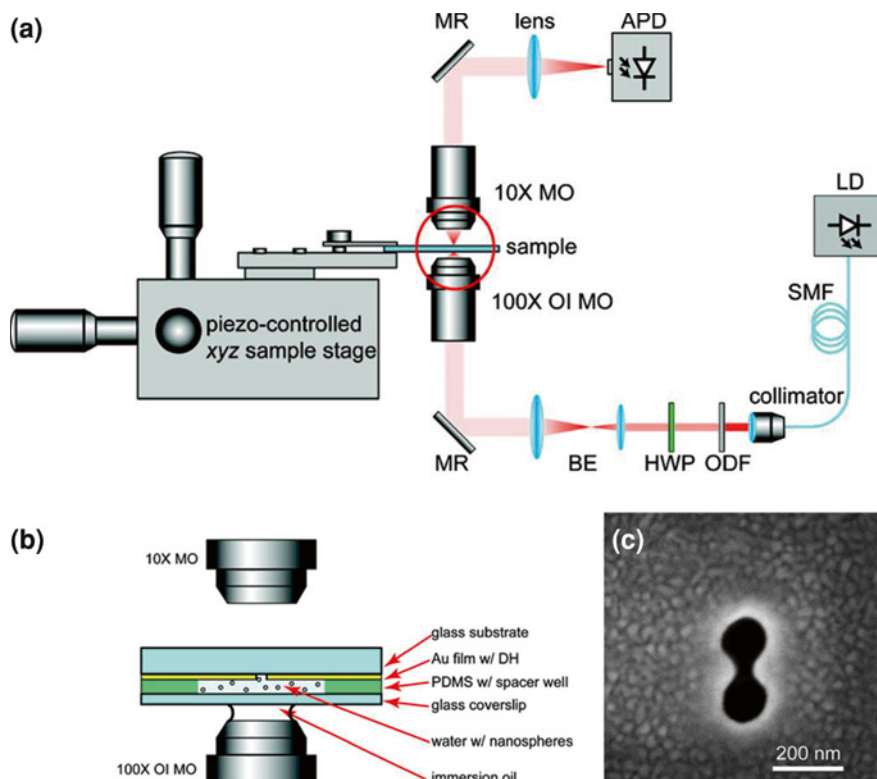 (a)
MR
lens
APD
10X MO
sample
100X OI MO
piezo-controlled
xyz sample stage
LD
SMF
collimator
MR
BE
HWP
ODF
(b)
10X MO
glass substrate
Au film w/ DH
PDMS w/ spacer well
glass coverslip
water w/ nanospheres
100X OI MO
immersion oil
(c)
200 nm